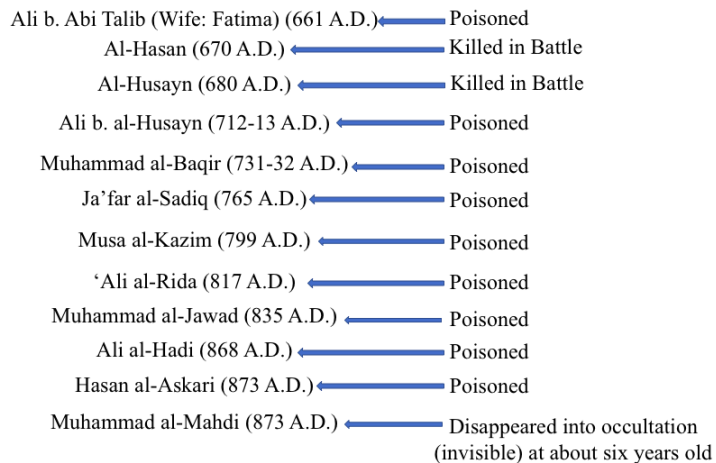 Ali b. Abi Talib (Wife: Fatima) (661 A.D.) Poisoned
Al-Hasan (670 A.D.) Killed in Battle
Al-Husayn (680 A.D.) Killed in Battle
Ali b. al-Husayn (712-13 A.D.) Poisoned
Muhammad al-Baqir (731-32 A.D.) Poisoned
Ja’far al-Sadiq (765 A.D.) Poisoned
Musa al-Kazim (799 A.D.) Poisoned
‘Ali al-Rida (817 A.D.) Poisoned
Muhammad al-Jawad (835 A.D.) Poisoned
Ali al-Hadi (868 A.D.) Poisoned
Hasan al-Askari (873 A.D.) Poisoned
Muhammad al-Mahdi (873 A.D.) Disappeared into occultation
(invisible) at about six years old